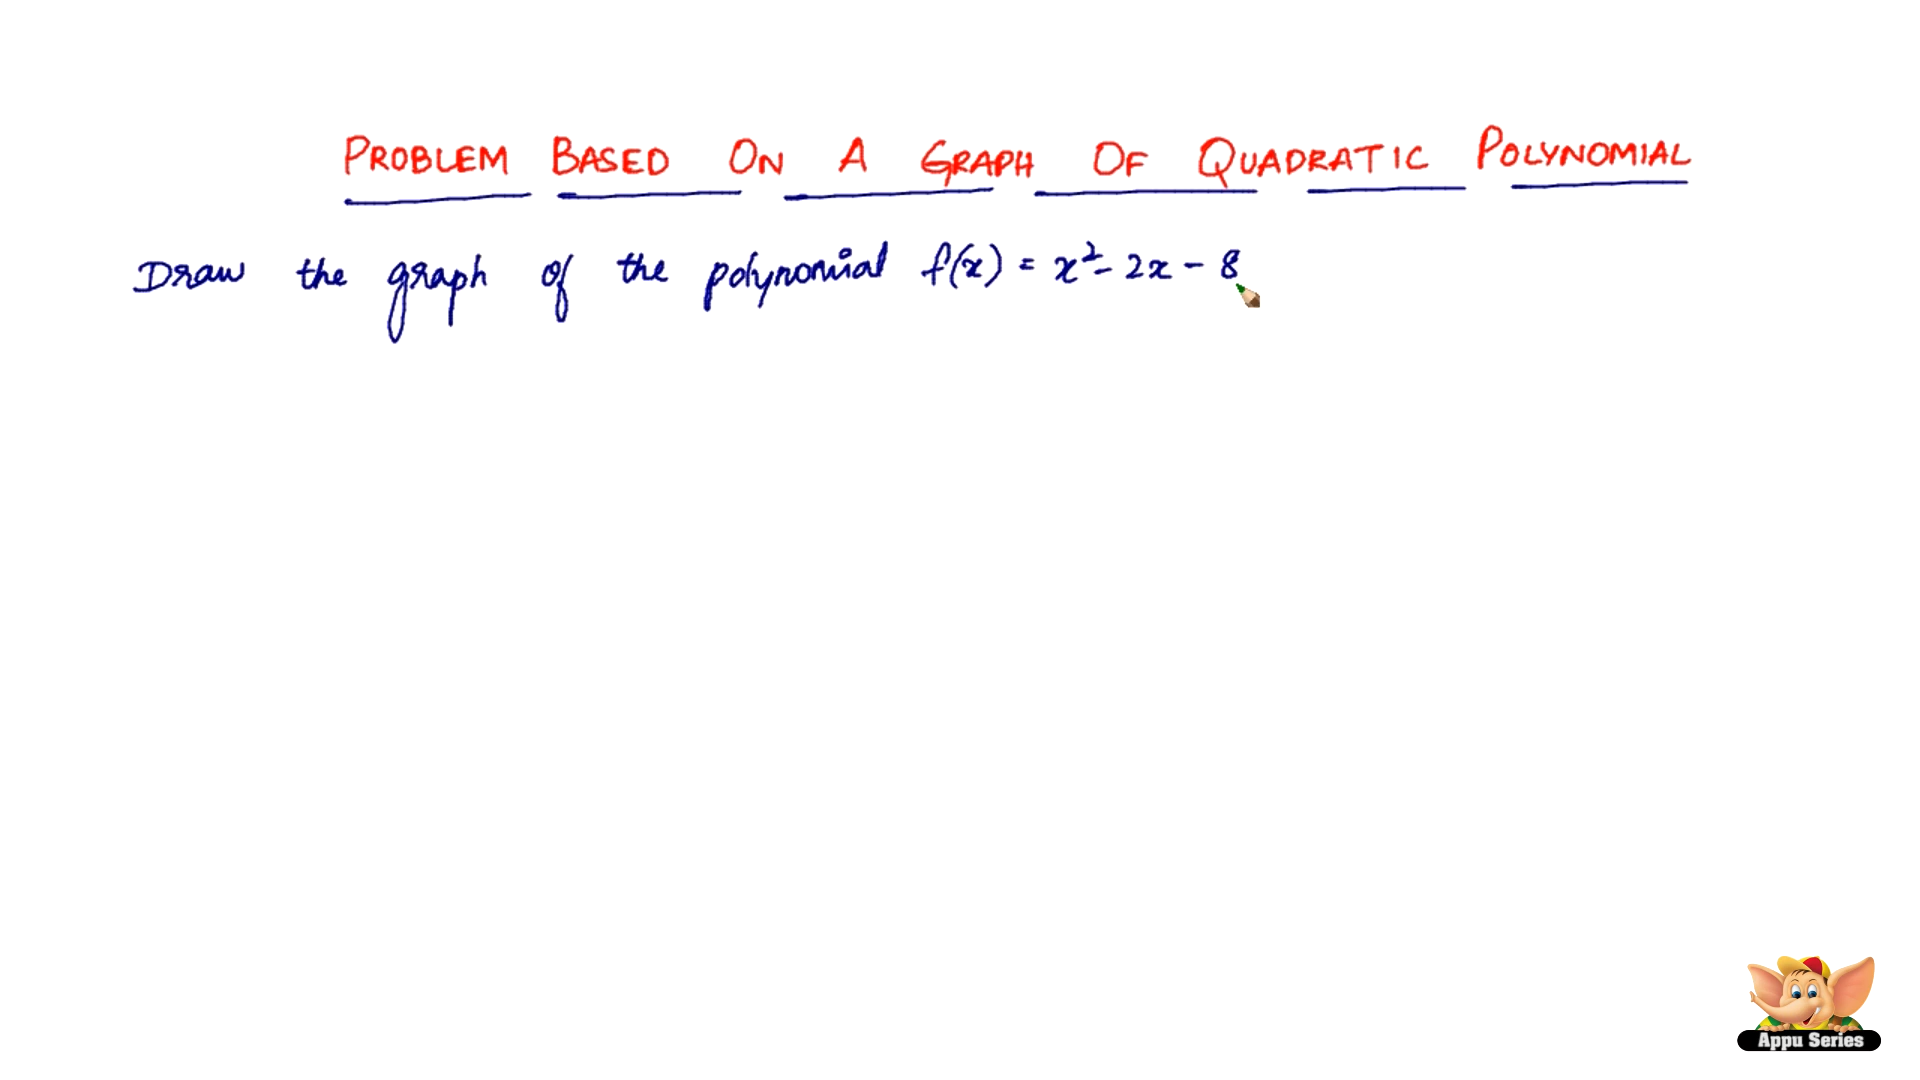 PROBLEM BASED ON A GRAPH OF QUADRATIC POLYNOMIAL
Draw the graph of the polynomial f(x) = x² - 2x - 8
Appu Series